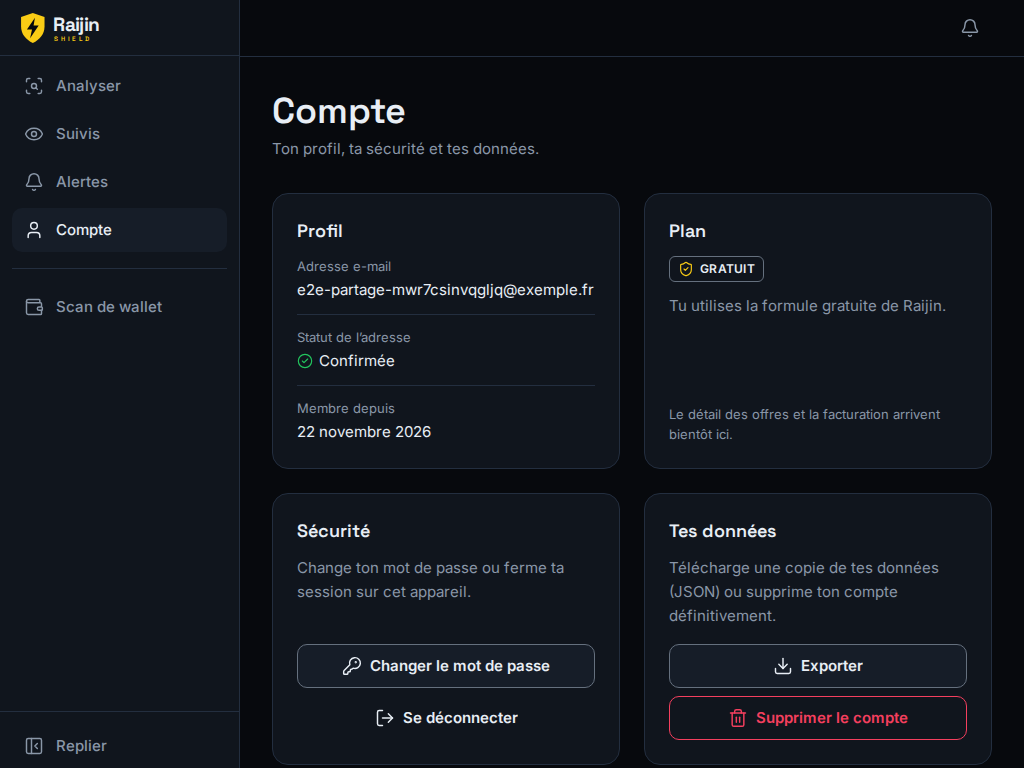 Raijin
SHIELD
Analyser
Suivis
Alertes
Compte
Scan de wallet
Replier
Compte
Ton profil, ta sécurité et tes données.
Profil
Adresse e-mail
e2e-partage-mwr7csinvqgljq@exemple.fr
Statut de l’adresse
Confirmée
Membre depuis
22 novembre 2026
Plan
GRATUIT
Tu utilises la formule gratuite de Raijin.
Le détail des offres et la facturation arrivent
bientôt ici.
Sécurité
Change ton mot de passe ou ferme ta
session sur cet appareil.
Changer le mot de passe
Se déconnecter
Tes données
Télécharge une copie de tes données
(JSON) ou supprime ton compte
définitivement.
Exporter
Supprimer le compte